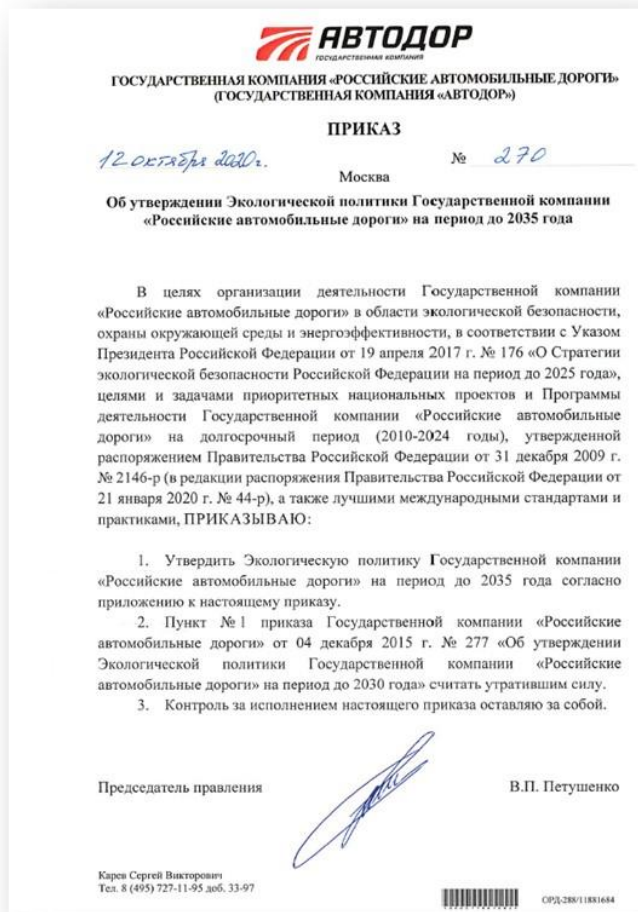 АВТОДОР
ГОСУДАРСТВЕННАЯ КОМПАНИЯ
ГОСУДАРСТВЕННАЯ КОМПАНИЯ «РОССИЙСКИЕ АВТОМОБИЛЬНЫЕ ДОРОГИ»
(ГОСУДАРСТВЕННАЯ КОМПАНИЯ «АВТОДОР»)
ПРИКАЗ
12 октября 2020г. № 270
Москва
Об утверждении Экологической политики Государственной компании
«Российские автомобильные дороги» на период до 2035 года
В целях организации деятельности Государственной компании
«Российские автомобильные дороги» в области экологической безопасности,
охраны окружающей среды и энергоэффективности, в соответствии с Указом
Президента Российской Федерации от 19 апреля 2017 г. № 176 «О Стратегии
экологической безопасности Российской Федерации на период до 2025 года»,
целями и задачами приоритетных национальных проектов и Программы
деятельности Государственной компании «Российские автомобильные
дороги» на долгосрочный период (2010-2024 годы), утвержденной
распоряжением Правительства Российской Федерации от 31 декабря 2009 г.
№ 2146-р (в редакции распоряжения Правительства Российской Федерации от
21 января 2020 г. № 44-р), а также лучшими международными стандартами и
практиками, ПРИКАЗЫВАЮ:
1. Утвердить Экологическую политику Государственной компании
«Российские автомобильные дороги» на период до 2035 года согласно
приложению к настоящему приказу.
2. Пункт № 1 приказа Государственной компании «Российские
автомобильные дороги» от 04 декабря 2015 г. № 277 «Об утверждении
Экологической политики Государственной компании «Российские
автомобильные дороги» на период до 2030 года» считать утратившим силу.
3. Контроль за исполнением настоящего приказа оставляю за собой.
Председатель правления В.П. Петушенко
Карев Сергей Викторович
Тел. 8 (495) 727-11-95 доб. 33-97
ОРД-288/11881684